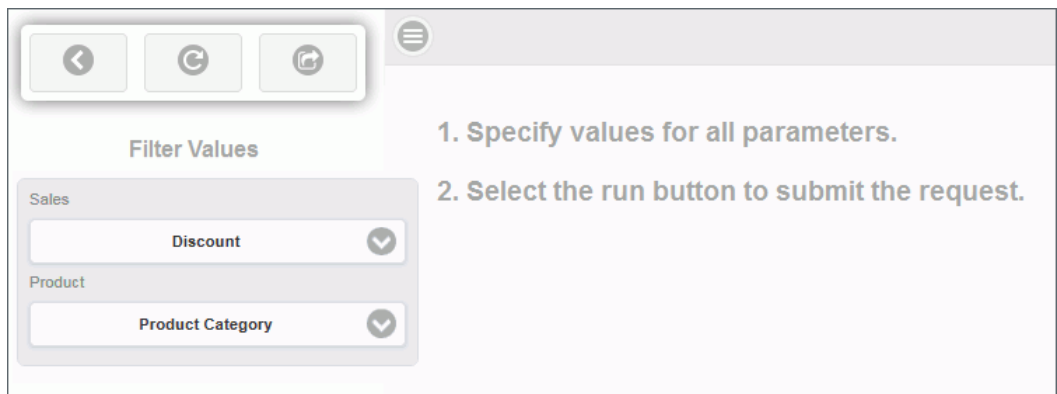 Filter Values
Sales
Discount
Product
Product Category
1. Specify values for all parameters.
2. Select the run button to submit the request.